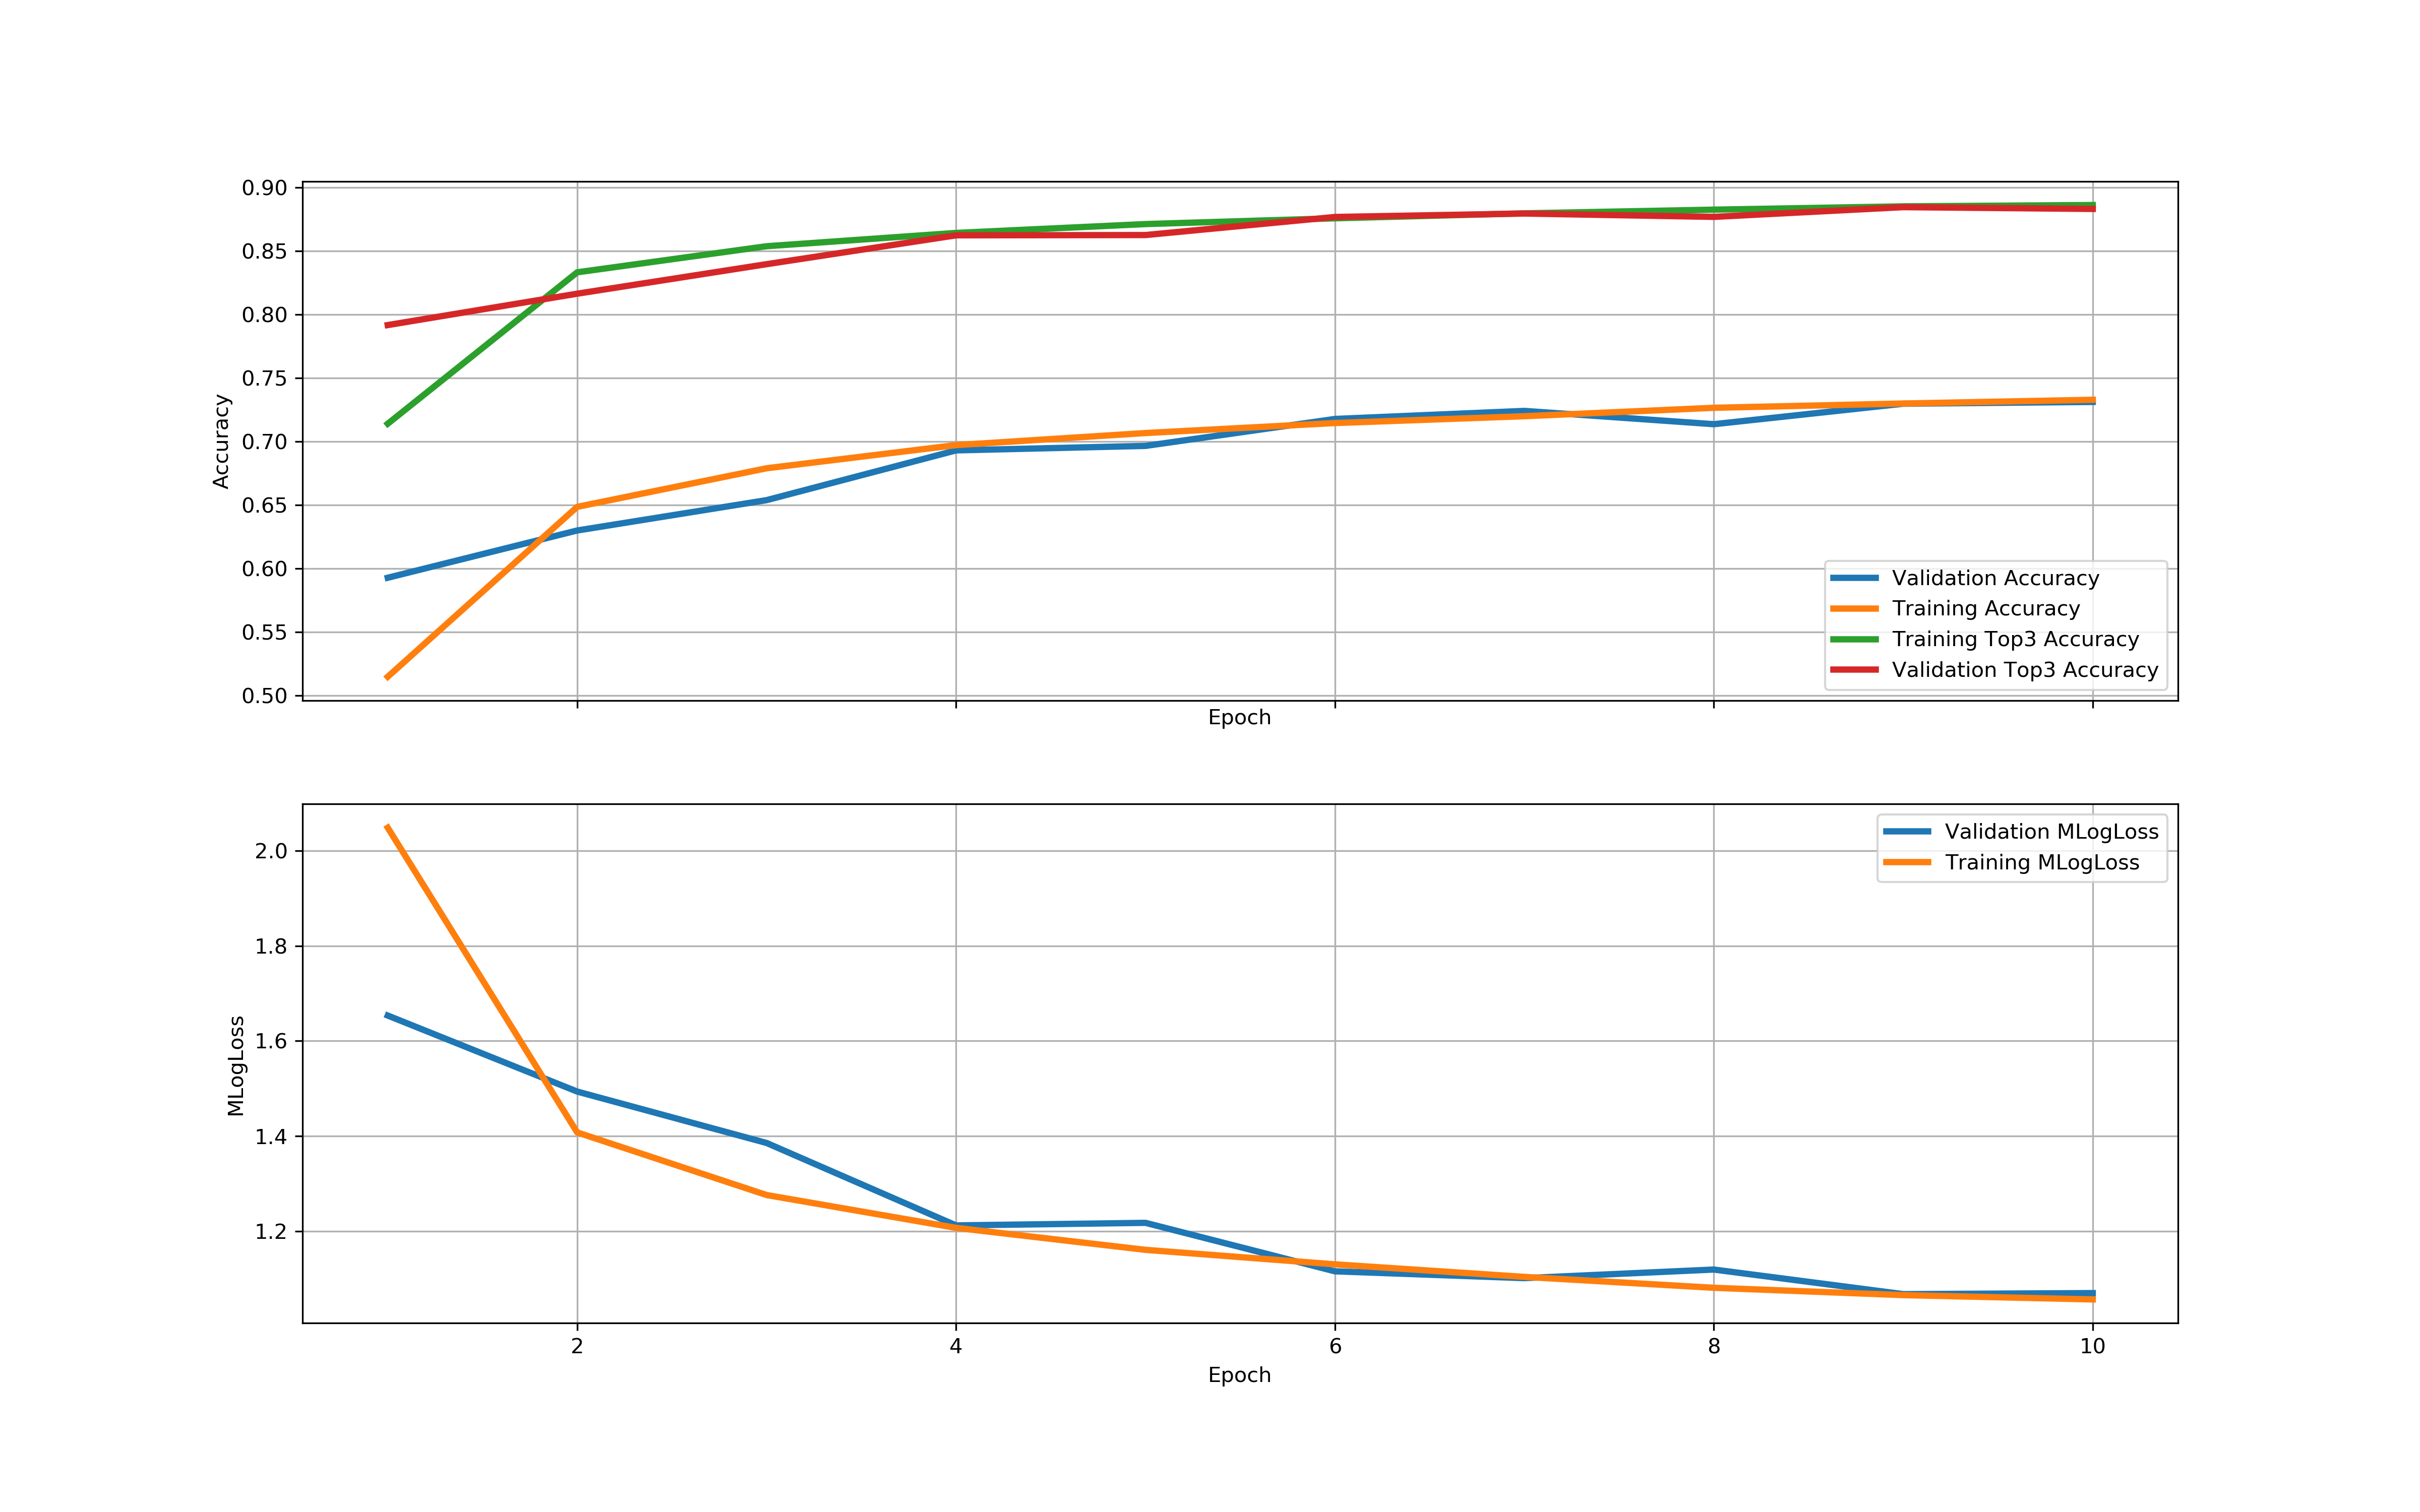 0.90
0.85
0.80
0.75
0.70
0.65
0.60
0.55
0.50
Accuracy
Validation Accuracy
Training Accuracy
Training Top3 Accuracy
Validation Top3 Accuracy
Epoch
2.0
1.8
1.6
1.4
1.2
MLogLoss
Validation MLogLoss
Training MLogLoss
2 4 6 8 10
Epoch